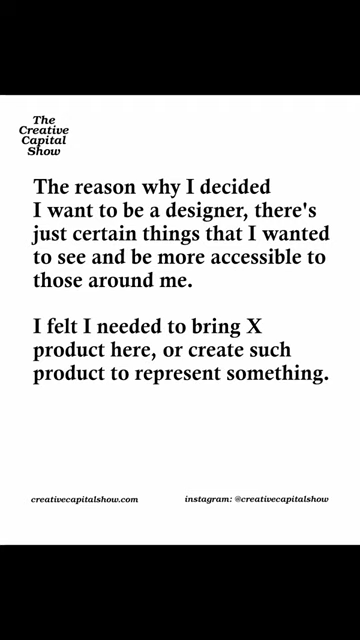 The
Creative
Capital
Show
The reason why I decided
I want to be a designer, there's
just certain things that I wanted
to see and be more accessible to
those around me.
I felt I needed to bring X
product here, or create such
product to represent something.
creativecapitalshow.com
instagram: @creativecapitalshow